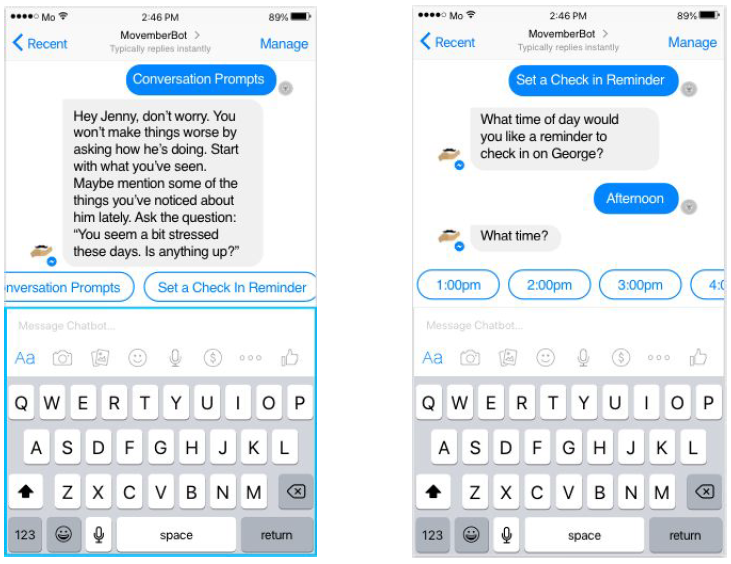 ●●●●○ Mo 2:46 PM 89%
Recent MovemberBot > Manage
Typically replies instantly
Conversation Prompts
Hey Jenny, don’t worry. You
won’t make things worse by
asking how he’s doing. Start
with what you’ve seen.
Maybe mention some of the
things you’ve noticed about
him lately. Ask the question:
“You seem a bit stressed
these days. Is anything up?”
nversation Prompts Set a Check In Reminder
Message Chatbot...
Aa
Q W E R T Y U I O P
A S D F G H J K L
Z X C V B N M
123 space return
●●●●○ Mo 2:46 PM 89%
Recent MovemberBot > Manage
Typically replies instantly
Set a Check in Reminder
What time of day would
you like a reminder to
check in on George?
Afternoon
What time?
1:00pm 2:00pm 3:00pm 4:0
Message Chatbot...
Aa
Q W E R T Y U I O P
A S D F G H J K L
Z X C V B N M
123 space return